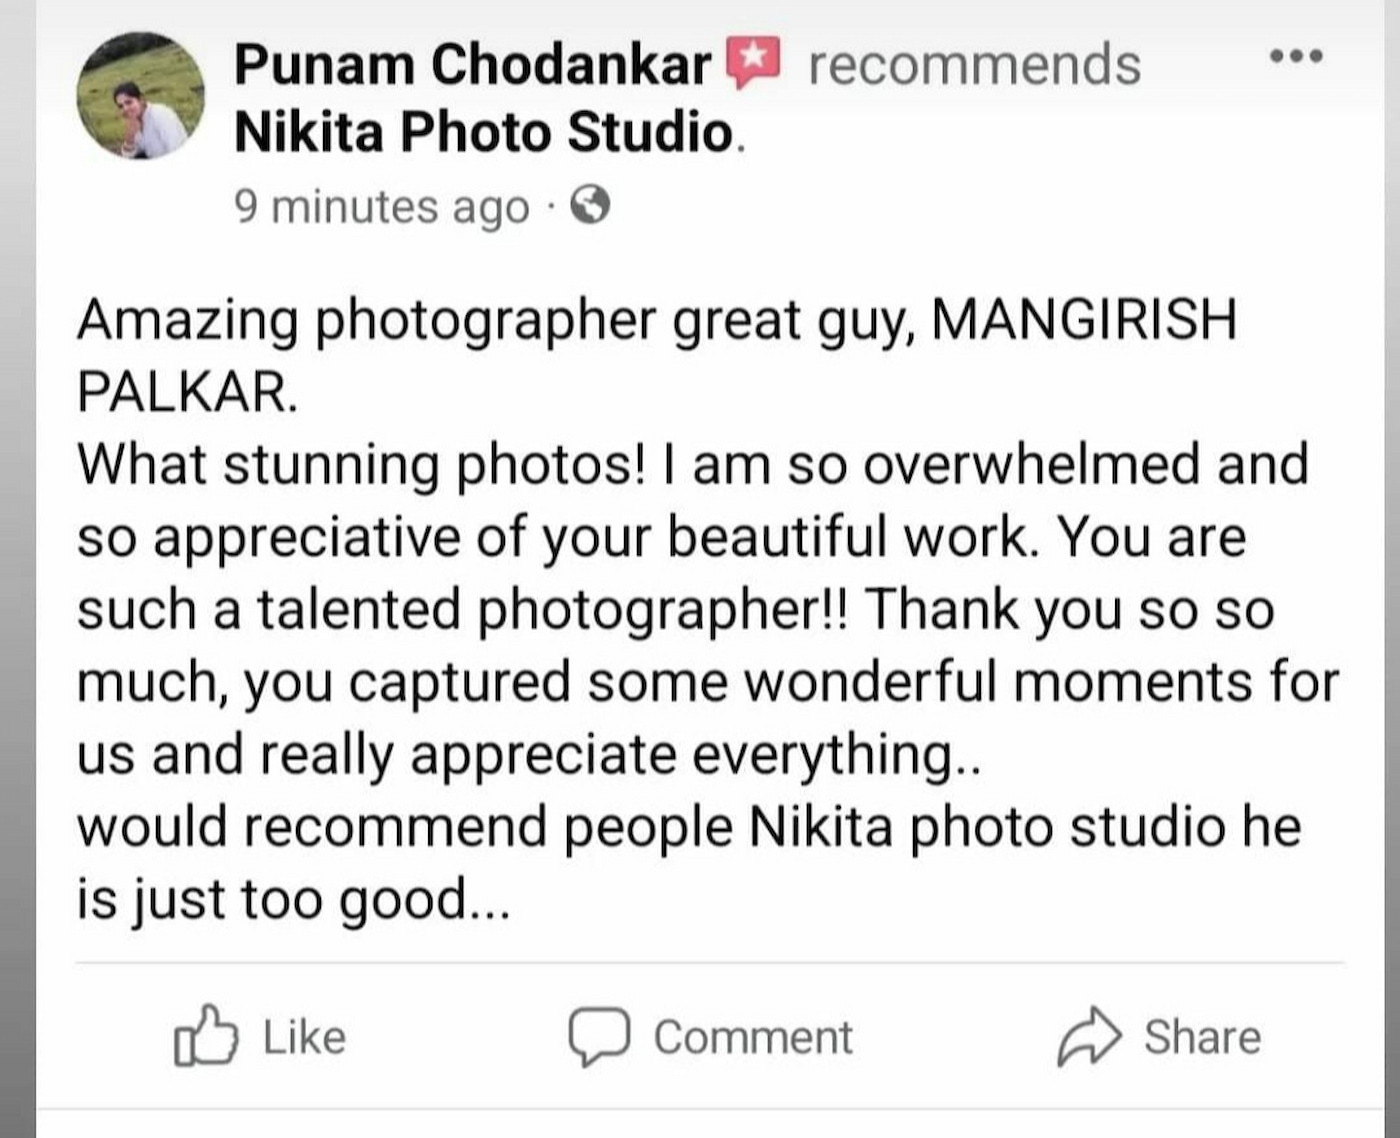 Punam Chodankar recommends
Nikita Photo Studio.
9 minutes ago ·
Amazing photographer great guy, MANGIRISH
PALKAR.
What stunning photos! I am so overwhelmed and
so appreciative of your beautiful work. You are
such a talented photographer!! Thank you so so
much, you captured some wonderful moments for
us and really appreciate everything..
would recommend people Nikita photo studio he
is just too good...
Like Comment Share